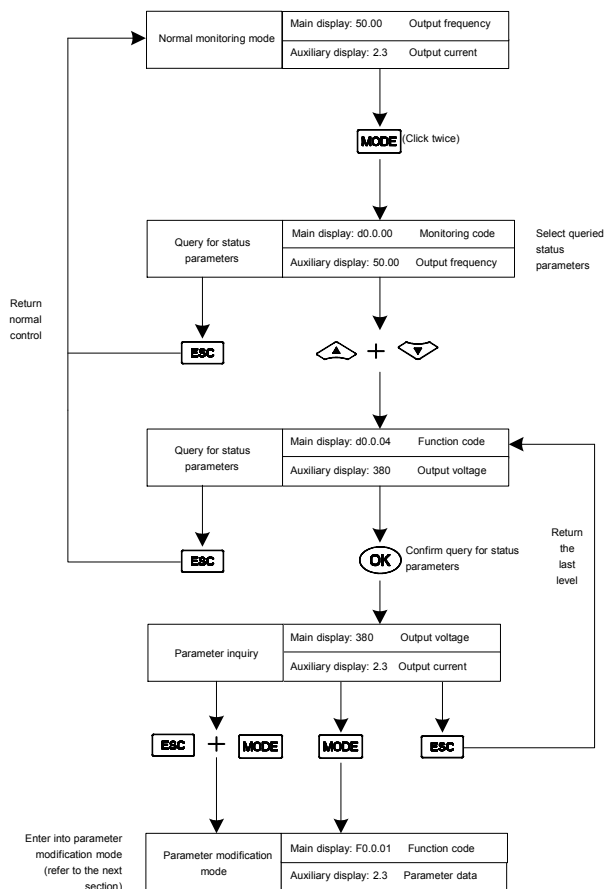 Normal monitoring mode
Main display: 50.00 Output frequency
Auxiliary display: 2.3 Output current
MODE (Click twice)
Query for status
parameters
Main display: d0.0.00 Monitoring code
Auxiliary display: 50.00 Output frequency
Select queried
status
parameters
Return
normal
control
ESC
+
Query for status
parameters
Main display: d0.0.04 Function code
Auxiliary display: 380 Output voltage
ESC
OK
Confirm query for status
parameters
Return
the
last
level
Parameter inquiry
Main display: 380 Output voltage
Auxiliary display: 2.3 Output current
ESC + MODE MODE ESC
Enter into parameter
modification mode
(refer to the next
section)
Parameter modification
mode
Main display: F0.0.01 Function code
Auxiliary display: 2.3 Parameter data